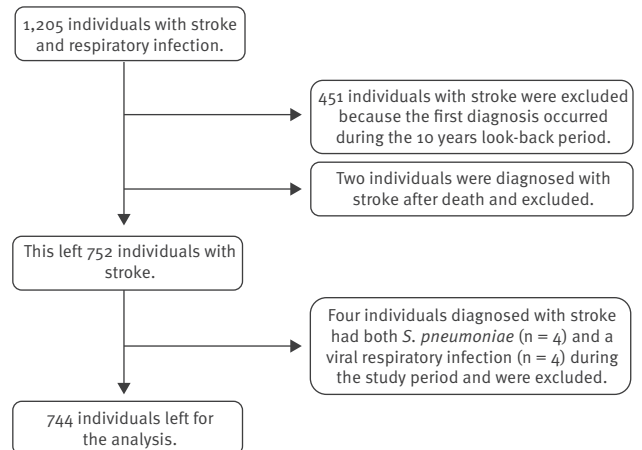 1,205 individuals with stroke
and respiratory infection.
451 individuals with stroke were excluded
because the first diagnosis occurred
during the 10 years look-back period.
Two individuals were diagnosed with
stroke after death and excluded.
This left 752 individuals with
stroke.
Four individuals diagnosed with stroke
had both S. pneumoniae (n = 4) and a
viral respiratory infection (n = 4) during
the study period and were excluded.
744 individuals left for
the analysis.